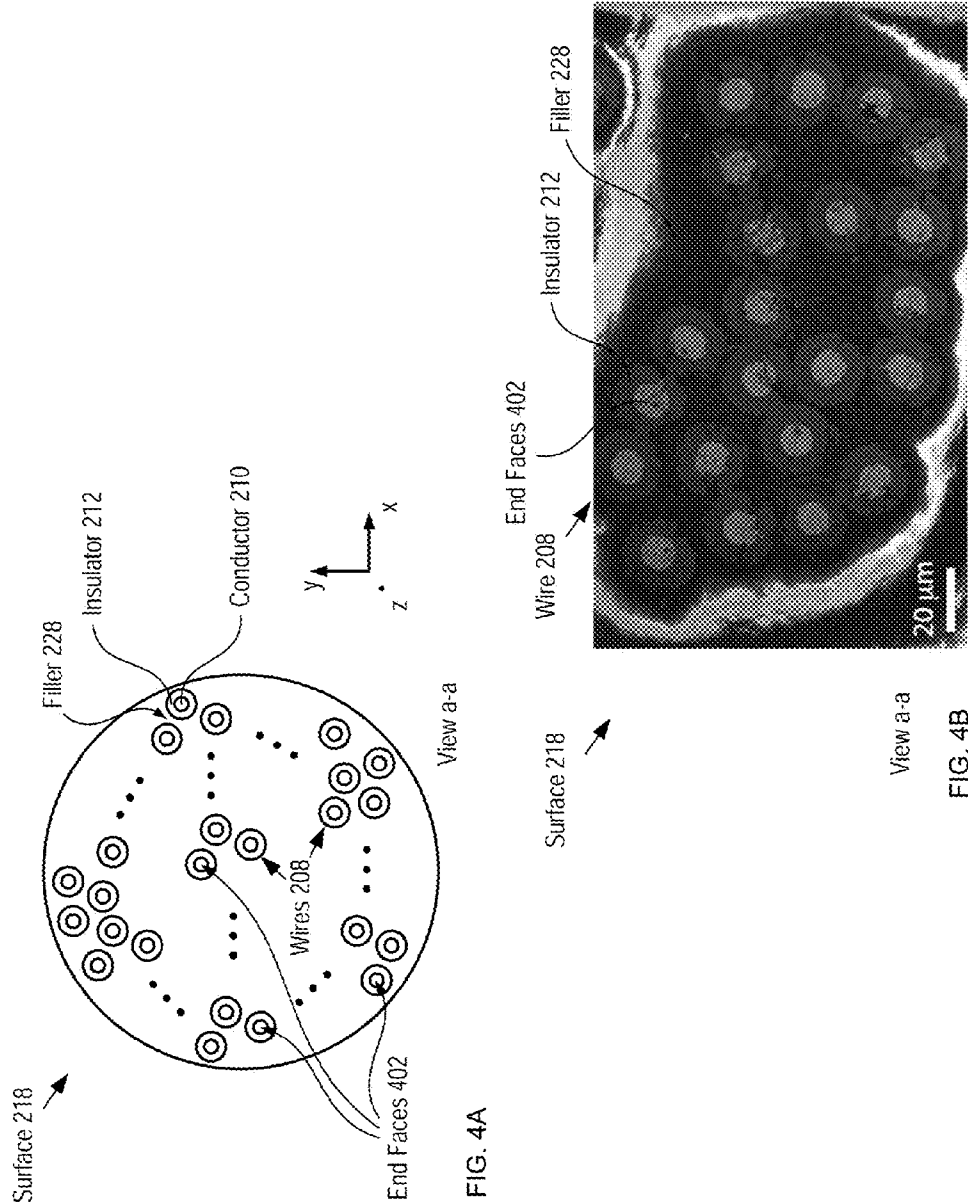 Surface 218
Filler 228
Insulator 212
Conductor 210
y
x
z
Wires 208
End Faces 402
View a-a
FIG. 4A
Surface 218
Wire 208
End Faces 402
Insulator 212
Filler 228
20 µm
View a-a
FIG. 4B